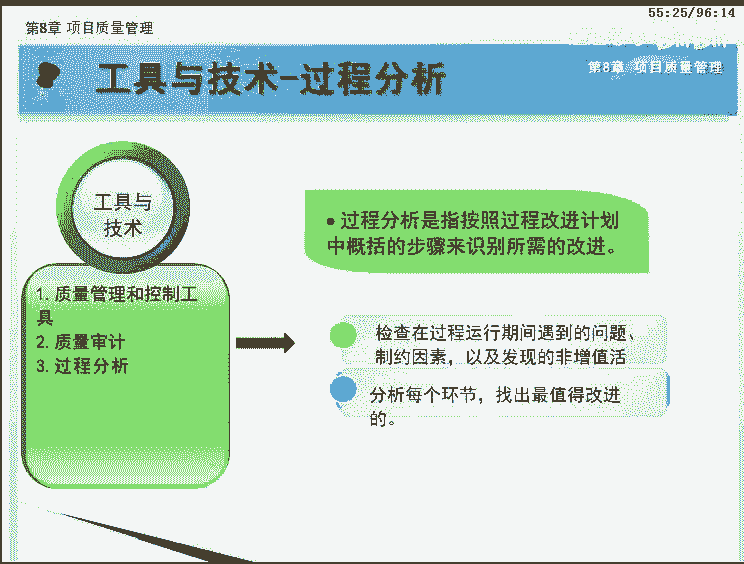 55:25/96:14
第8章 项目质量管理
工具与技术-过程分析
第8章 项目质量管理
工具与
技术
1. 质量管理和控制工
具
2. 质量审计
3. 过程分析
• 过程分析是指按照过程改进计划
中概括的步骤来识别所需的改进。
检查在过程运行期间遇到的问题、
制约因素，以及发现的非增值活
分析每个环节，找出最值得改进
的。